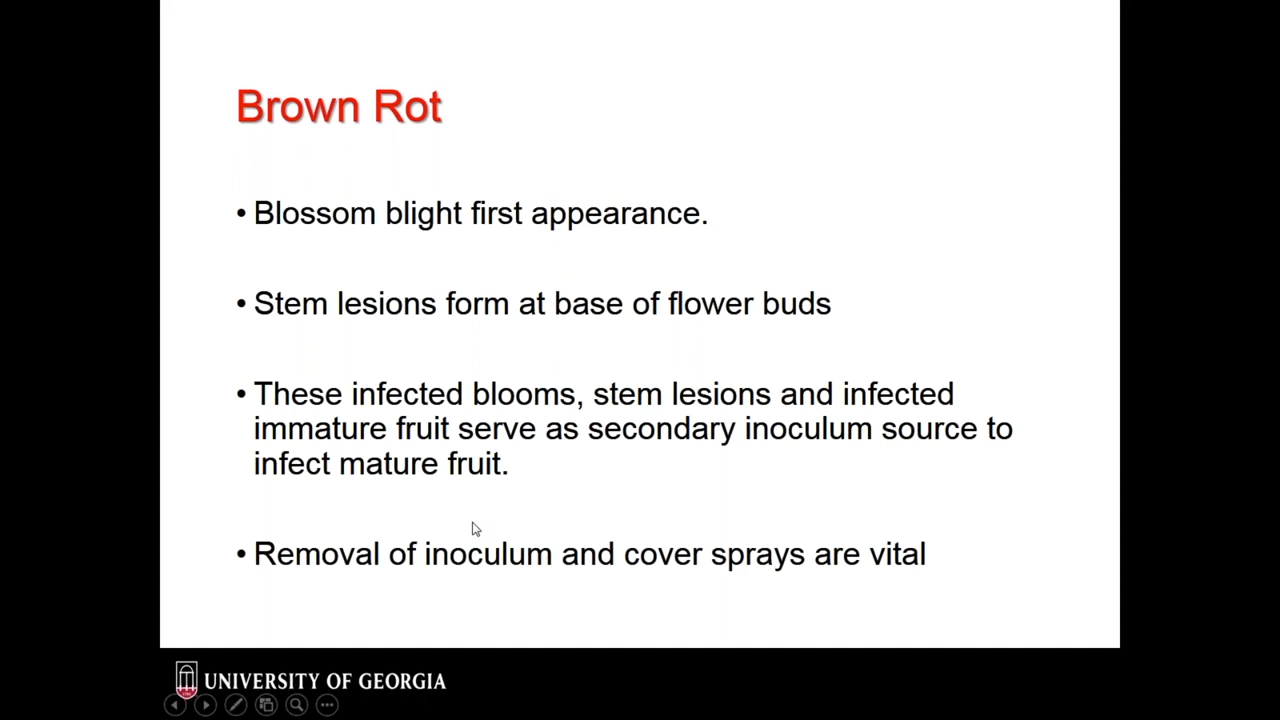 Brown Rot
• Blossom blight first appearance.
• Stem lesions form at base of flower buds
• These infected blooms, stem lesions and infected
immature fruit serve as secondary inoculum source to
infect mature fruit.
• Removal of inoculum and cover sprays are vital
UNIVERSITY OF GEORGIA